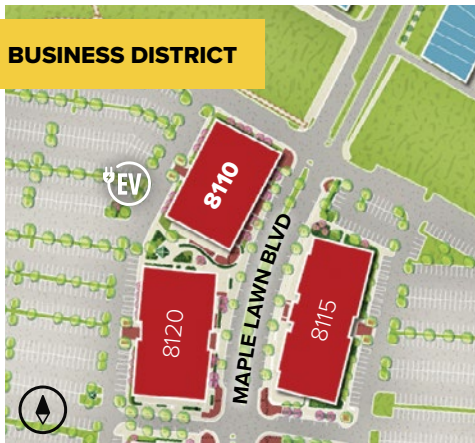 BUSINESS DISTRICT
EV
8110
MAPLE LAWN BLVD
8120
8115